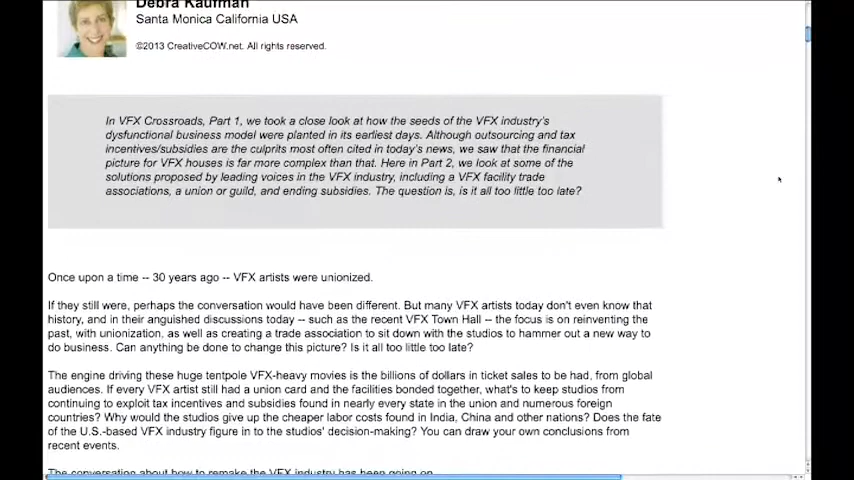 Debra Kaufman
Santa Monica California USA
©2013 CreativeCOW.net. All rights reserved.
In VFX Crossroads, Part 1, we took a close look at how the seeds of the VFX industry's
dysfunctional business model were planted in its earliest days. Although outsourcing and tax
incentives/subsidies are the culprits most often cited in today's news, we saw that the financial
picture for VFX houses is far more complex than that. Here in Part 2, we look at some of the
solutions proposed by leading voices in the VFX industry, including a VFX facility trade
associations, a union or guild, and ending subsidies. The question is, is it all too little too late?
Once upon a time -- 30 years ago -- VFX artists were unionized.
If they still were, perhaps the conversation would have been different. But many VFX artists today don't even know that
history, and in their anguished discussions today -- such as the recent VFX Town Hall -- the focus is on reinventing the
past, with unionization, as well as creating a trade association to sit down with the studios to hammer out a new way to
do business. Can anything be done to change this picture? Is it all too little too late?
The engine driving these huge tentpole VFX-heavy movies is the billions of dollars in ticket sales to be had, from global
audiences. If every VFX artist still had a union card and the facilities bonded together, what's to keep studios from
continuing to exploit tax incentives and subsidies found in nearly every state in the union and numerous foreign
countries? Why would the studios give up the cheaper labor costs found in India, China and other nations? Does the fate
of the U.S.-based VFX industry figure in to the studios' decision-making? You can draw your own conclusions from
recent events.
The conversation about how to remake the VFX industry has been going on